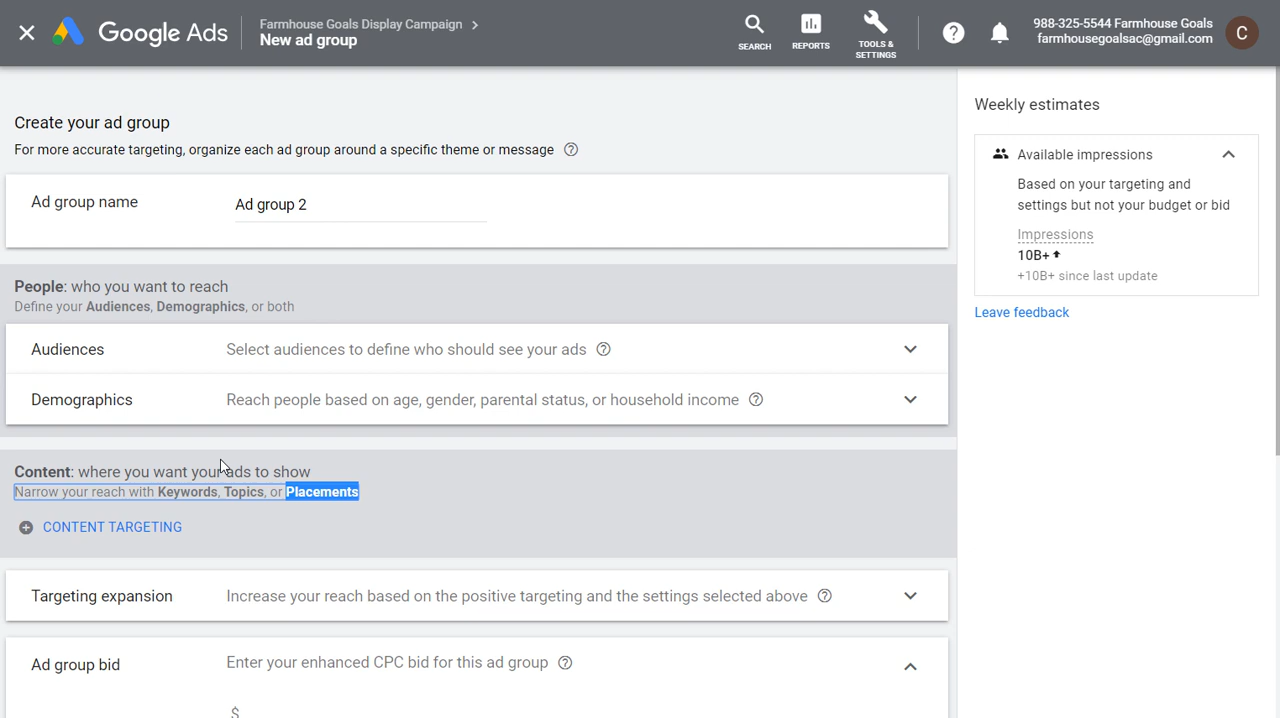 Google Ads
Farmhouse Goals Display Campaign
New ad group
SEARCH
REPORTS
TOOLS &
SETTINGS
988-325-5544 Farmhouse Goals
farmhousegoalsac@gmail.com
C
Create your ad group
For more accurate targeting, organize each ad group around a specific theme or message
Ad group name
Ad group 2
People: who you want to reach
Define your Audiences, Demographics, or both
Audiences
Select audiences to define who should see your ads
Demographics
Reach people based on age, gender, parental status, or household income
Content: where you want your ads to show
Narrow your reach with Keywords, Topics, or Placements
CONTENT TARGETING
Targeting expansion
Increase your reach based on the positive targeting and the settings selected above
Ad group bid
Enter your enhanced CPC bid for this ad group
$
Weekly estimates
Available impressions
Based on your targeting and
settings but not your budget or bid
Impressions
10B+
+10B+ since last update
Leave feedback